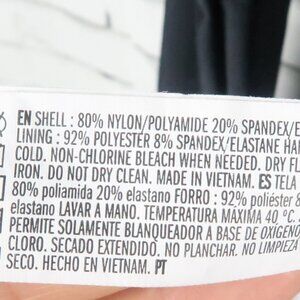 EN SHELL : 80% NYLON/POLYAMIDE 20% SPANDEX/E
LINING : 92% POLYESTER 8% SPANDEX/ELASTANE HAN
COLD. NON-CHLORINE BLEACH WHEN NEEDED. DRY FL
IRON. DO NOT DRY CLEAN. MADE IN VIETNAM. ES TELA
80% poliamida 20% elastano FORRO : 92% poliéster 8
elastano LAVAR A MANO. TEMPERATURA MÁXIMA 40 °C.
PERMITE SOLAMENTE BLANQUEADOR A BASE DE OXÍGENO
CLORO. SECADO EXTENDIDO. NO PLANCHAR. NO LIMPIEZA
SECO. HECHO EN VIETNAM. PT